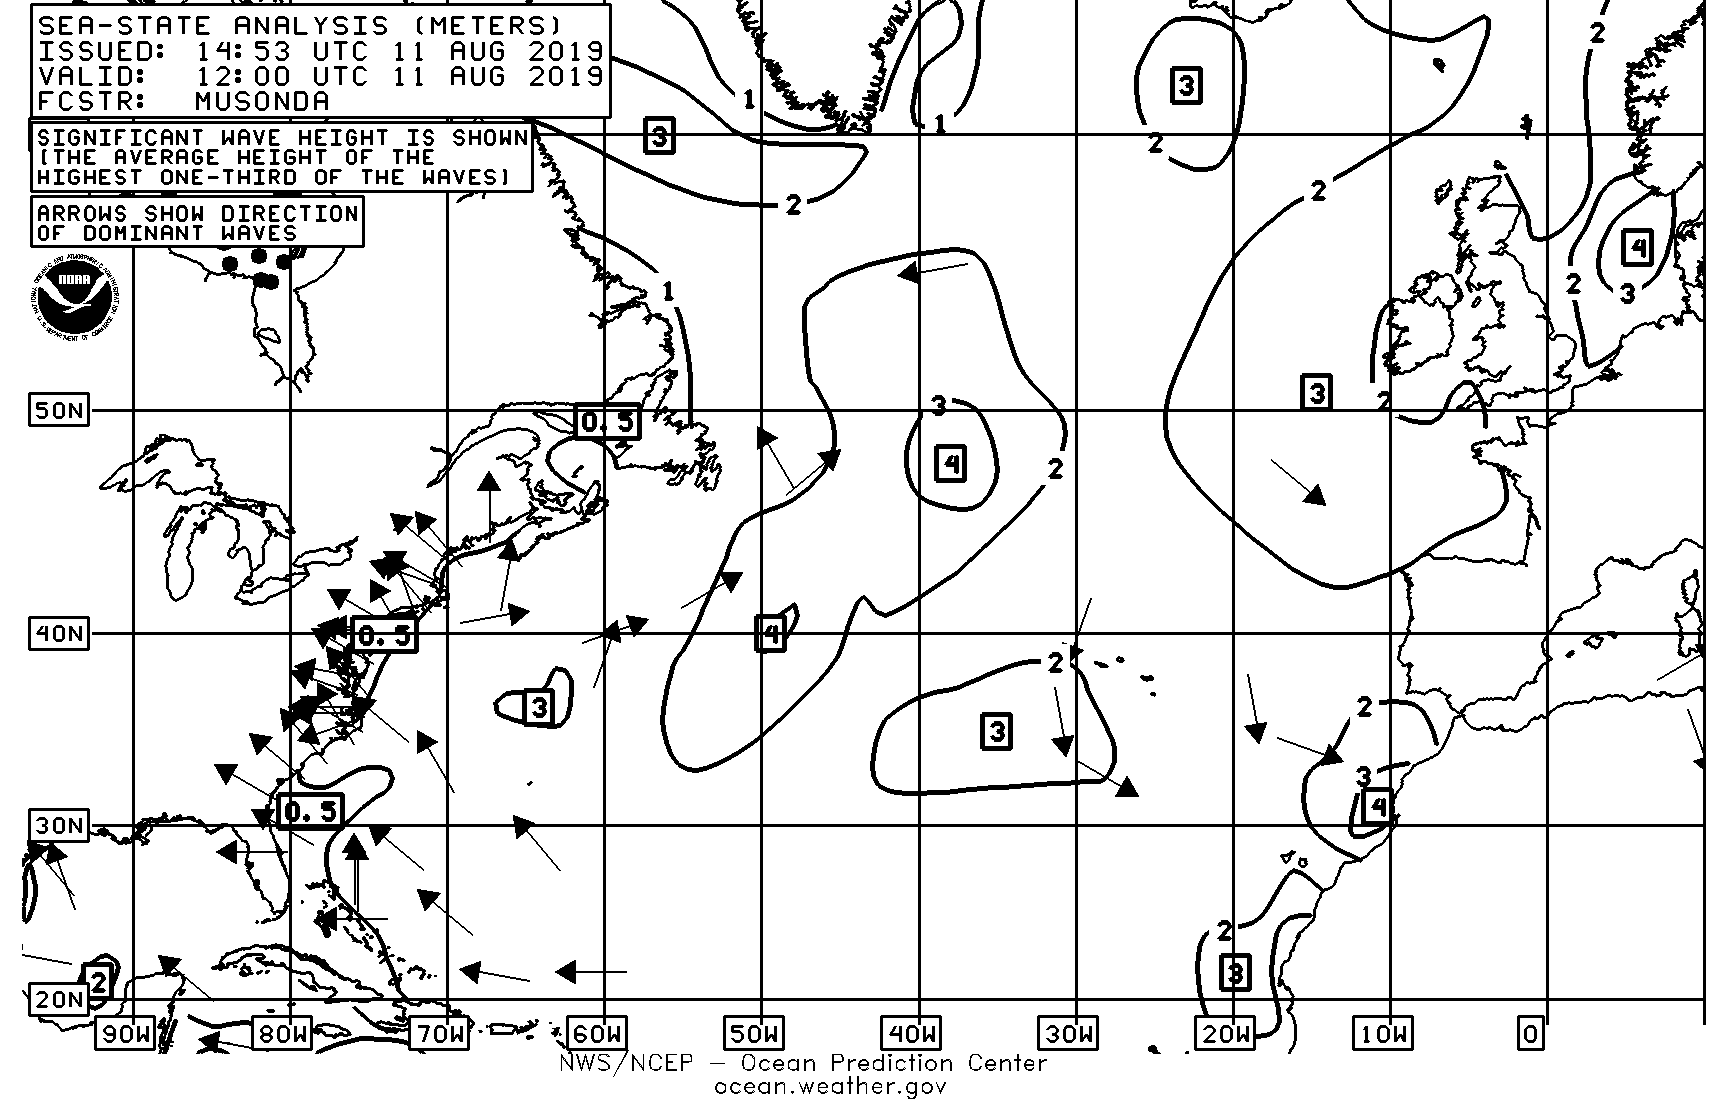 SEA-STATE ANALYSIS (METERS)
ISSUED: 14:53 UTC 11 AUG 2019
VALID: 12:00 UTC 11 AUG 2019
FCSTR: MUSONDA
SIGNIFICANT WAVE HEIGHT IS SHOWN
(THE AVERAGE HEIGHT OF THE
HIGHEST ONE-THIRD OF THE WAVES)
ARROWS SHOW DIRECTION
OF DOMINANT WAVES
NOAA
2
3
1
1
3
2
2
2
4
2
3
1
3
2
50N
0.5
3
4
2
40N
0.5
4
2
3
3
2
3
4
30N
0.5
2
3
20N
2
90W
80W
70W
60W
50W
40W
30W
20W
10W
0
NWS/NCEP – Ocean Prediction Center
ocean.weather.gov